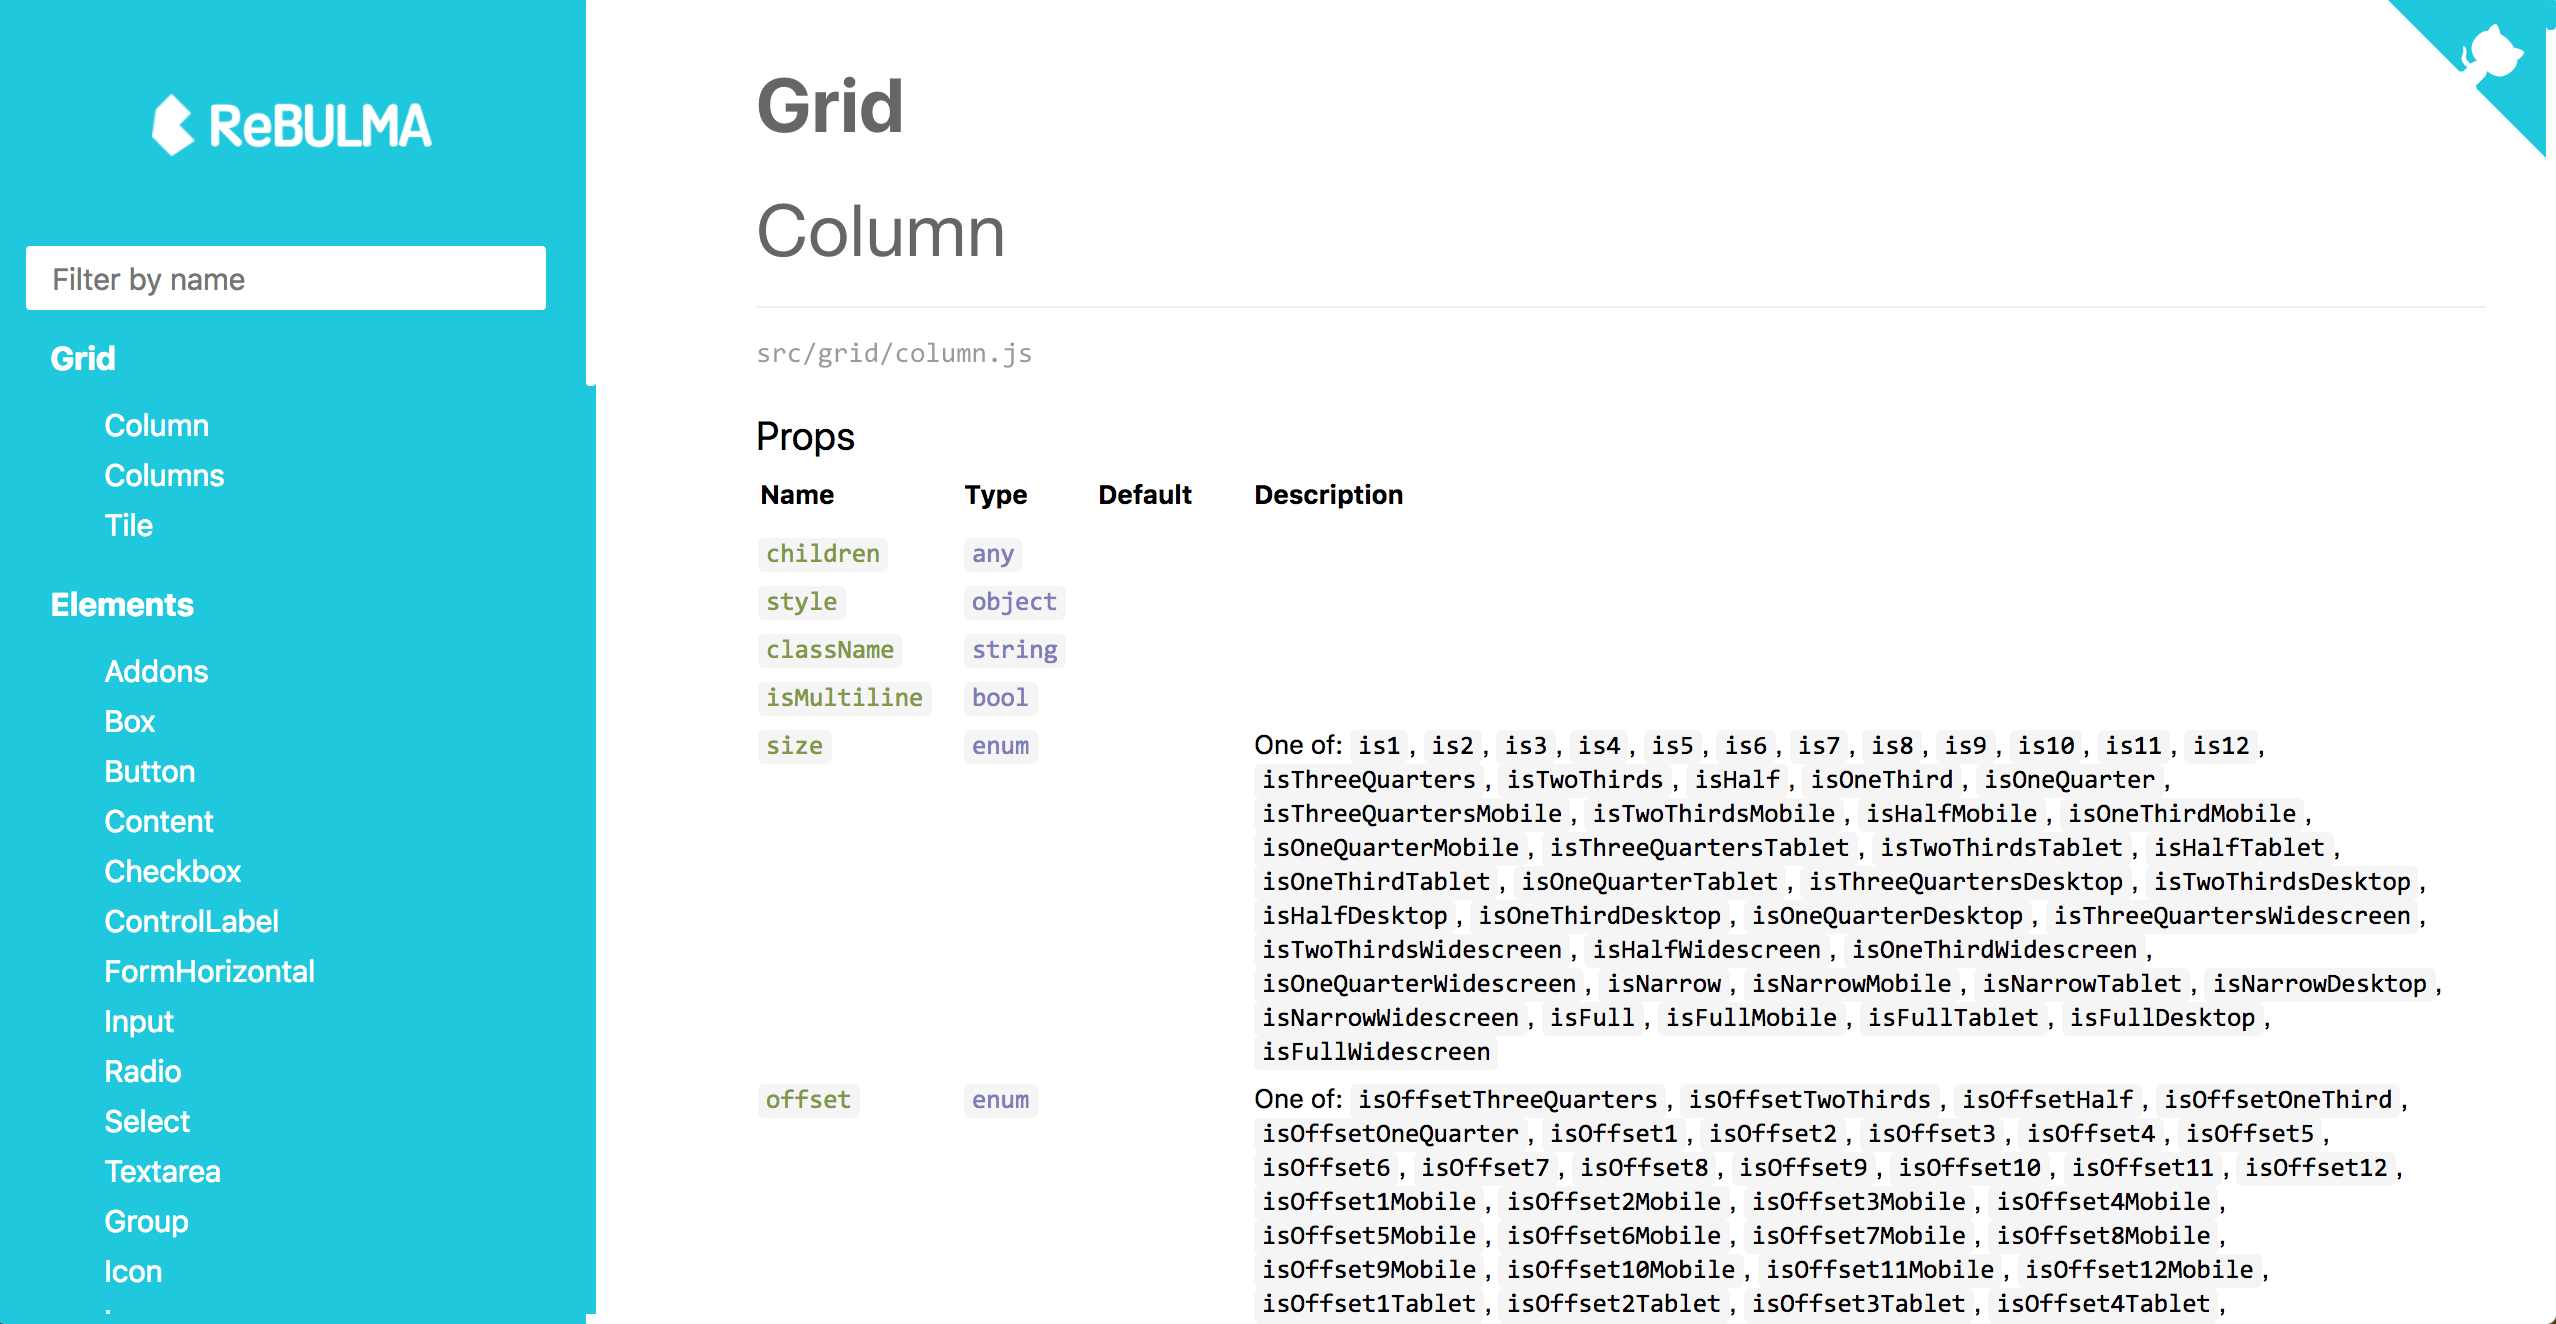 ReBULMA
Filter by name
Grid
Column
Columns
Tile
Elements
Addons
Box
Button
Content
Checkbox
ControlLabel
FormHorizontal
Input
Radio
Select
Textarea
Group
Icon
Grid
Column
src/grid/column.js
Props
Name Type Default Description
children any
style object
className string
isMultiline bool
size enum One of: is1, is2, is3, is4, is5, is6, is7, is8, is9, is10, is11, is12,
isThreeQuarters, isTwoThirds, isHalf, isOneThird, isOneQuarter,
isThreeQuartersMobile, isTwoThirdsMobile, isHalfMobile, isOneThirdMobile,
isOneQuarterMobile, isThreeQuartersTablet, isTwoThirdsTablet, isHalfTablet,
isOneThirdTablet, isOneQuarterTablet, isThreeQuartersDesktop, isTwoThirdsDesktop,
isHalfDesktop, isOneThirdDesktop, isOneQuarterDesktop, isThreeQuartersWidescreen,
isTwoThirdsWidescreen, isHalfWidescreen, isOneThirdWidescreen,
isOneQuarterWidescreen, isNarrow, isNarrowMobile, isNarrowTablet, isNarrowDesktop,
isNarrowWidescreen, isFull, isFullMobile, isFullTablet, isFullDesktop,
isFullWidescreen
offset enum One of: isOffsetThreeQuarters, isOffsetTwoThirds, isOffsetHalf, isOffsetOneThird,
isOffsetOneQuarter, isOffset1, isOffset2, isOffset3, isOffset4, isOffset5,
isOffset6, isOffset7, isOffset8, isOffset9, isOffset10, isOffset11, isOffset12,
isOffset1Mobile, isOffset2Mobile, isOffset3Mobile, isOffset4Mobile,
isOffset5Mobile, isOffset6Mobile, isOffset7Mobile, isOffset8Mobile,
isOffset9Mobile, isOffset10Mobile, isOffset11Mobile, isOffset12Mobile,
isOffset1Tablet, isOffset2Tablet, isOffset3Tablet, isOffset4Tablet,